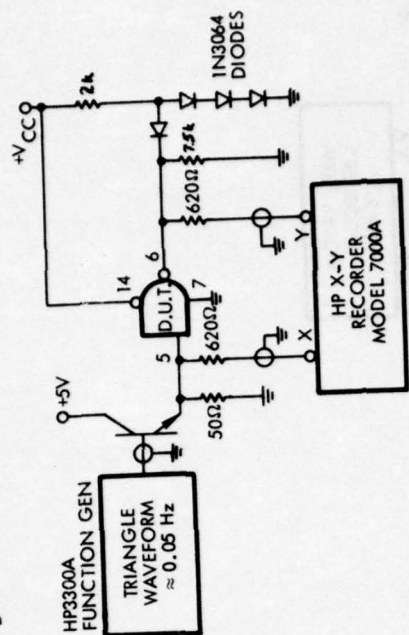 HP3300A
FUNCTION GEN
TRIANGLE
WAVEFORM
≈ 0.05 Hz
+5V
50Ω
620Ω
5
14
D.U.T.
7
6
X
Y
620Ω
7.5k
2k
+VCC
1N3064
DIODES
HP X-Y
RECORDER
MODEL 7000A